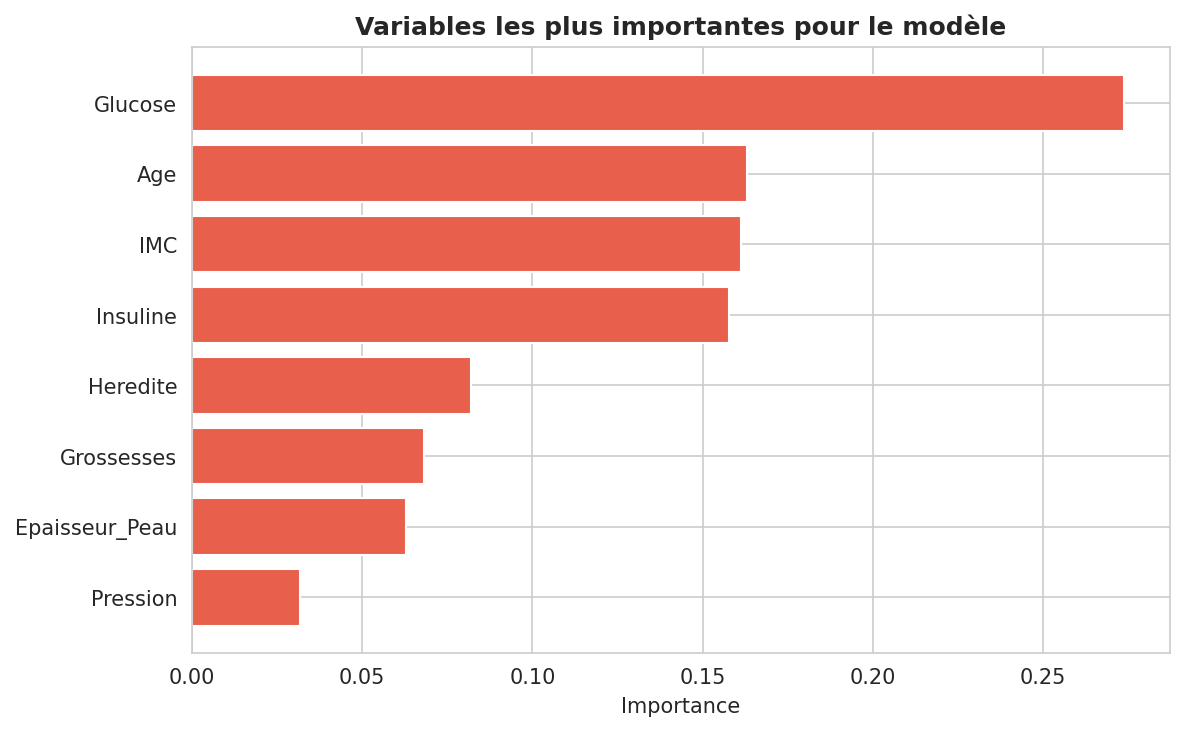 Variables les plus importantes pour le modèle
Glucose
Age
IMC
Insuline
Heredite
Grossesses
Epaisseur_Peau
Pression
0.00 0.05 0.10 0.15 0.20 0.25
Importance